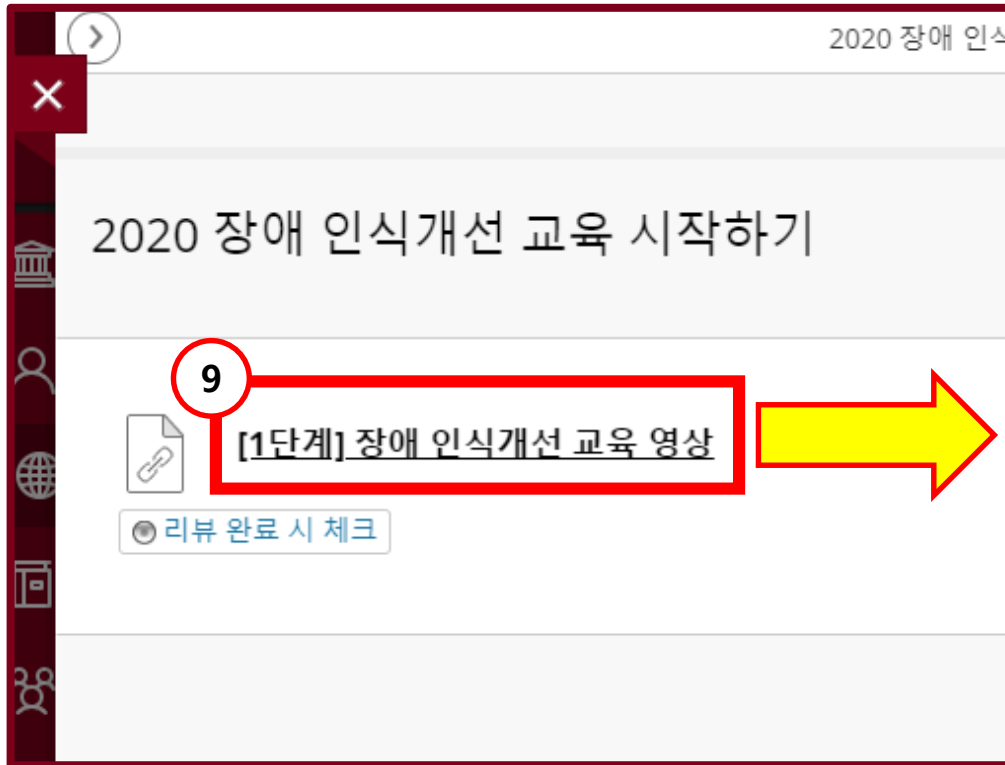 2020 장애 인식
2020 장애 인식개선 교육 시작하기
9
[1단계] 장애 인식개선 교육 영상
리뷰 완료 시 체크